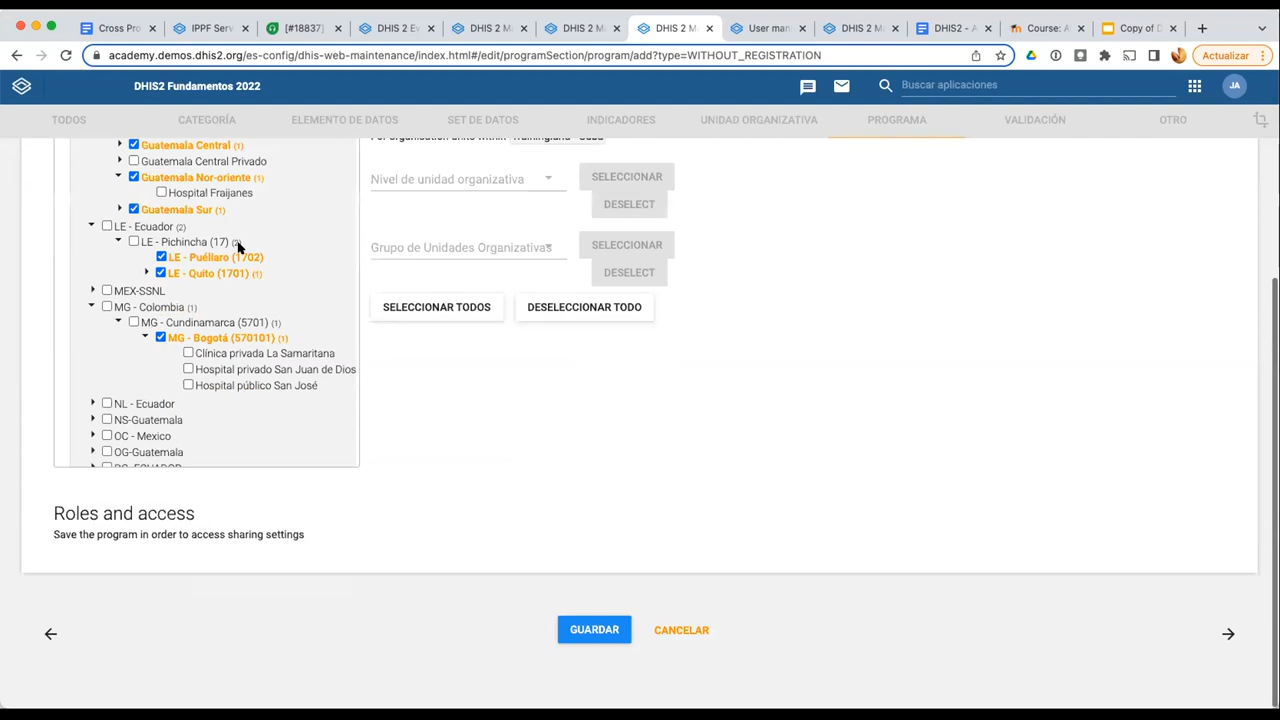 Cross Pro
IPPF Serv
[#18837]
DHIS 2 Ev
DHIS 2 Ma
DHIS 2 Ma
DHIS 2 Ma
User man
DHIS 2 Ma
DHIS2 - A
Course: A
Copy of D
academy.demos.dhis2.org/es-config/dhis-web-maintenance/index.html#/edit/programSection/program/add?type=WITHOUT_REGISTRATION
Actualizar
DHIS2 Fundamentos 2022
Buscar aplicaciones
JA
TODOS
CATEGORÍA
ELEMENTO DE DATOS
SET DE DATOS
INDICADORES
UNIDAD ORGANIZATIVA
PROGRAMA
VALIDACIÓN
OTRO
Guatemala Central (1)
Guatemala Central Privado
Guatemala Nor-oriente (1)
Hospital Fraijanes
Guatemala Sur (1)
LE - Ecuador (2)
LE - Pichincha (17) (2)
LE - Puéllaro (1702)
LE - Quito (1701) (1)
MEX-SSNL
MG - Colombia (1)
MG - Cundinamarca (5701) (1)
MG - Bogotá (570101) (1)
Clínica privada La Samaritana
Hospital privado San Juan de Dios
Hospital público San José
NL - Ecuador
NS-Guatemala
OC - Mexico
OG-Guatemala
Nivel de unidad organizativa
SELECCIONAR
DESELECT
Grupo de Unidades Organizativas
SELECCIONAR
DESELECT
SELECCIONAR TODOS
DESELECCIONAR TODO
Roles and access
Save the program in order to access sharing settings
GUARDAR
CANCELAR